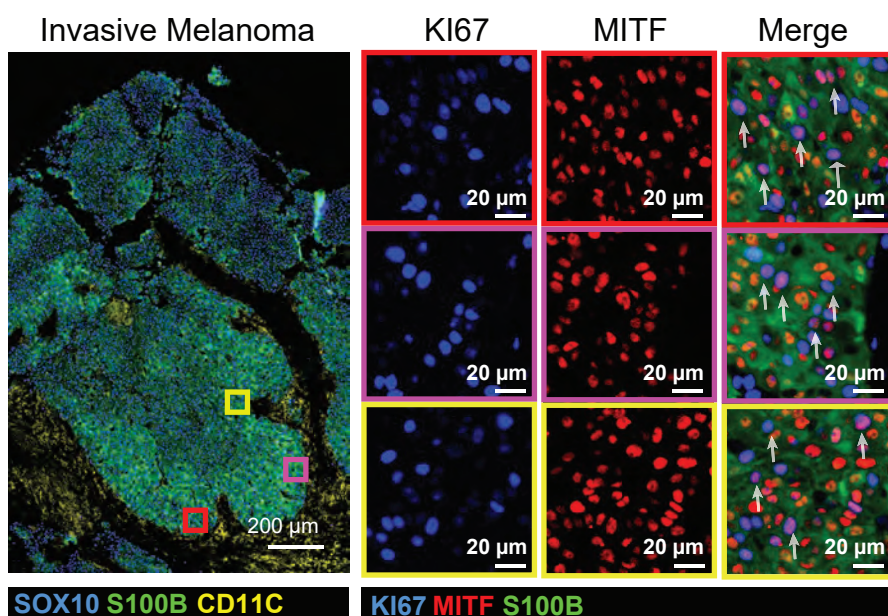 Invasive Melanoma
KI67
MITF
Merge
20 µm
20 µm
20 µm
20 µm
20 µm
20 µm
20 µm
20 µm
20 µm
200 µm
SOX10 S100B CD11C
KI67 MITF S100B